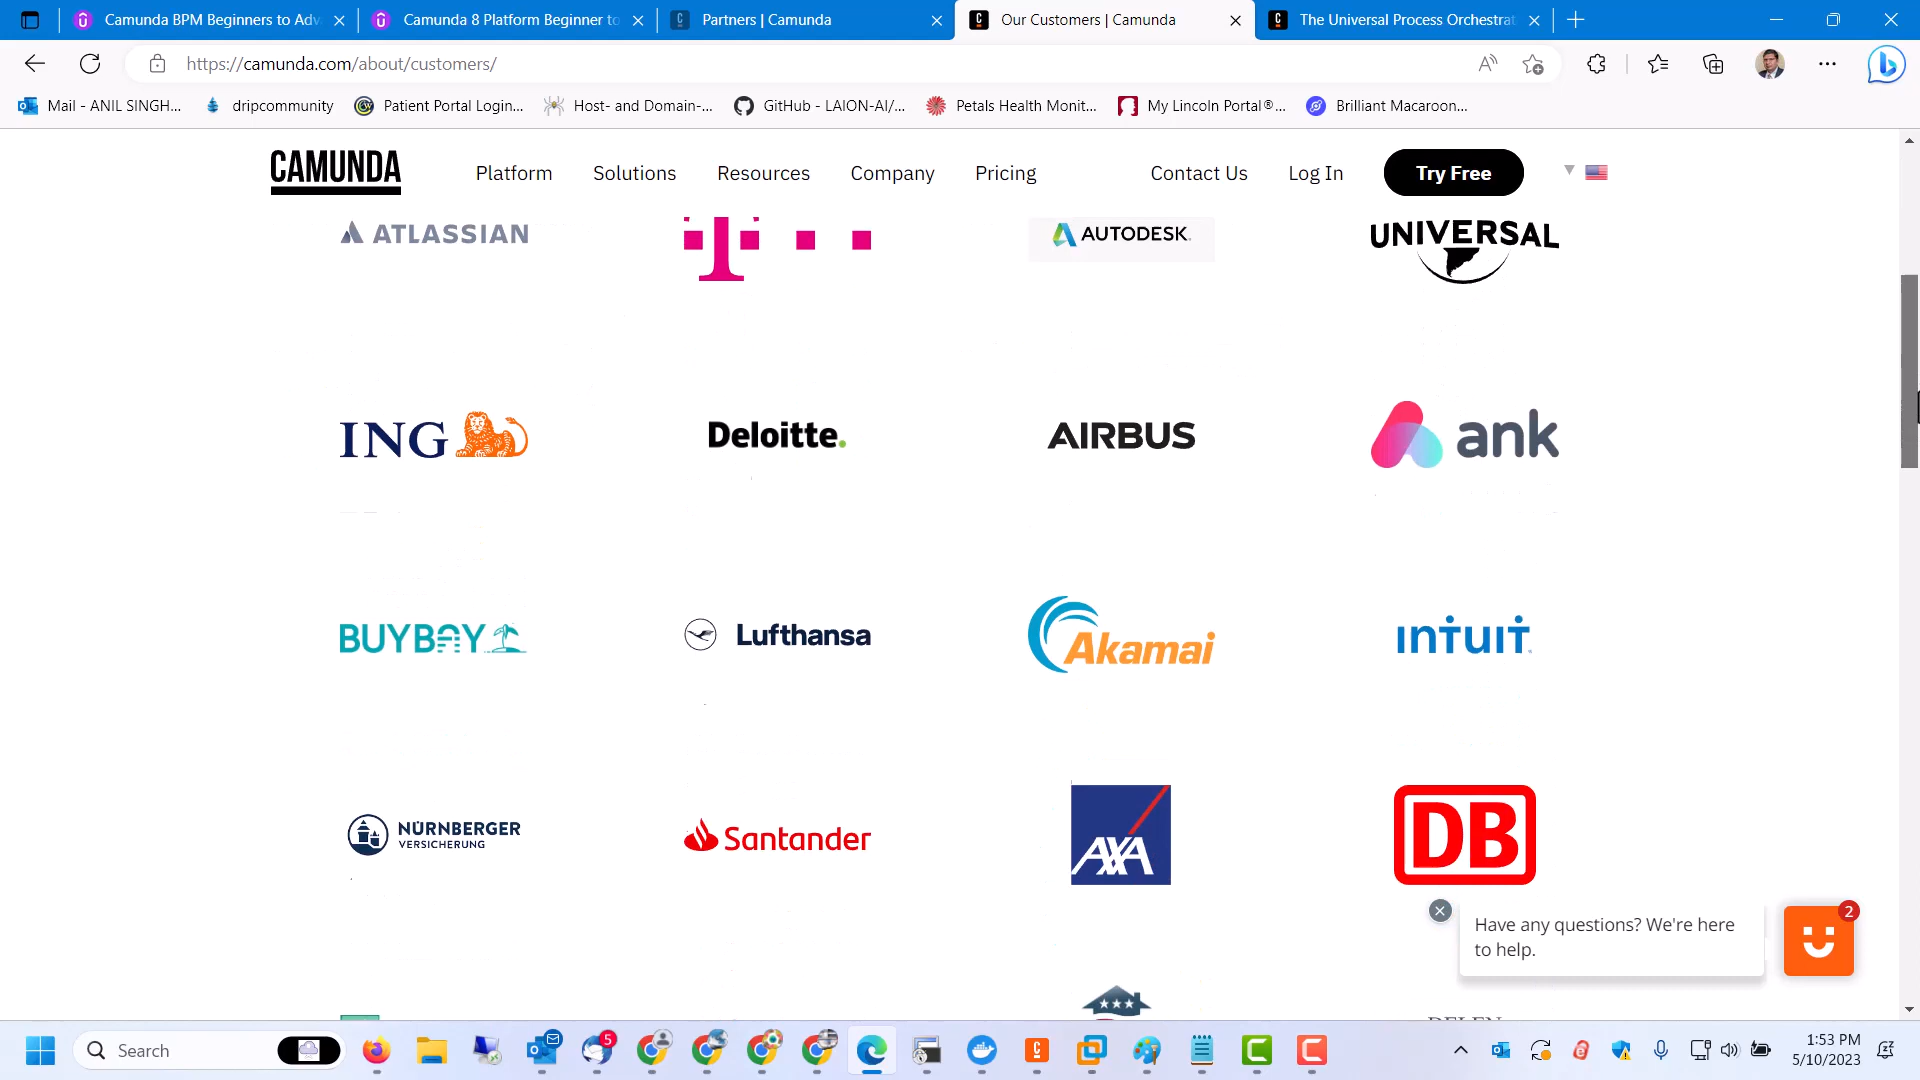 Camunda BPM Beginners to Adv
Camunda 8 Platform Beginner to
Partners | Camunda
Our Customers | Camunda
The Universal Process Orchestrat
https://camunda.com/about/customers/
Mail - ANIL SINGH...
dripcommunity
Patient Portal Login...
Host- and Domain-...
GitHub - LAION-AI/...
Petals Health Monit...
My Lincoln Portal®...
Brilliant Macaroon...
CAMUNDA
Platform
Solutions
Resources
Company
Pricing
Contact Us
Log In
Try Free
ATLASSIAN
T
AUTODESK.
UNIVERSAL
ING
Deloitte.
AIRBUS
ank
BUYBAY
Lufthansa
Akamai
intuit
NÜRNBERGER
VERSICHERUNG
Santander
AXA
DB
2
Have any questions? We're here
to help.
Search
5
1:53 PM
5/10/2023